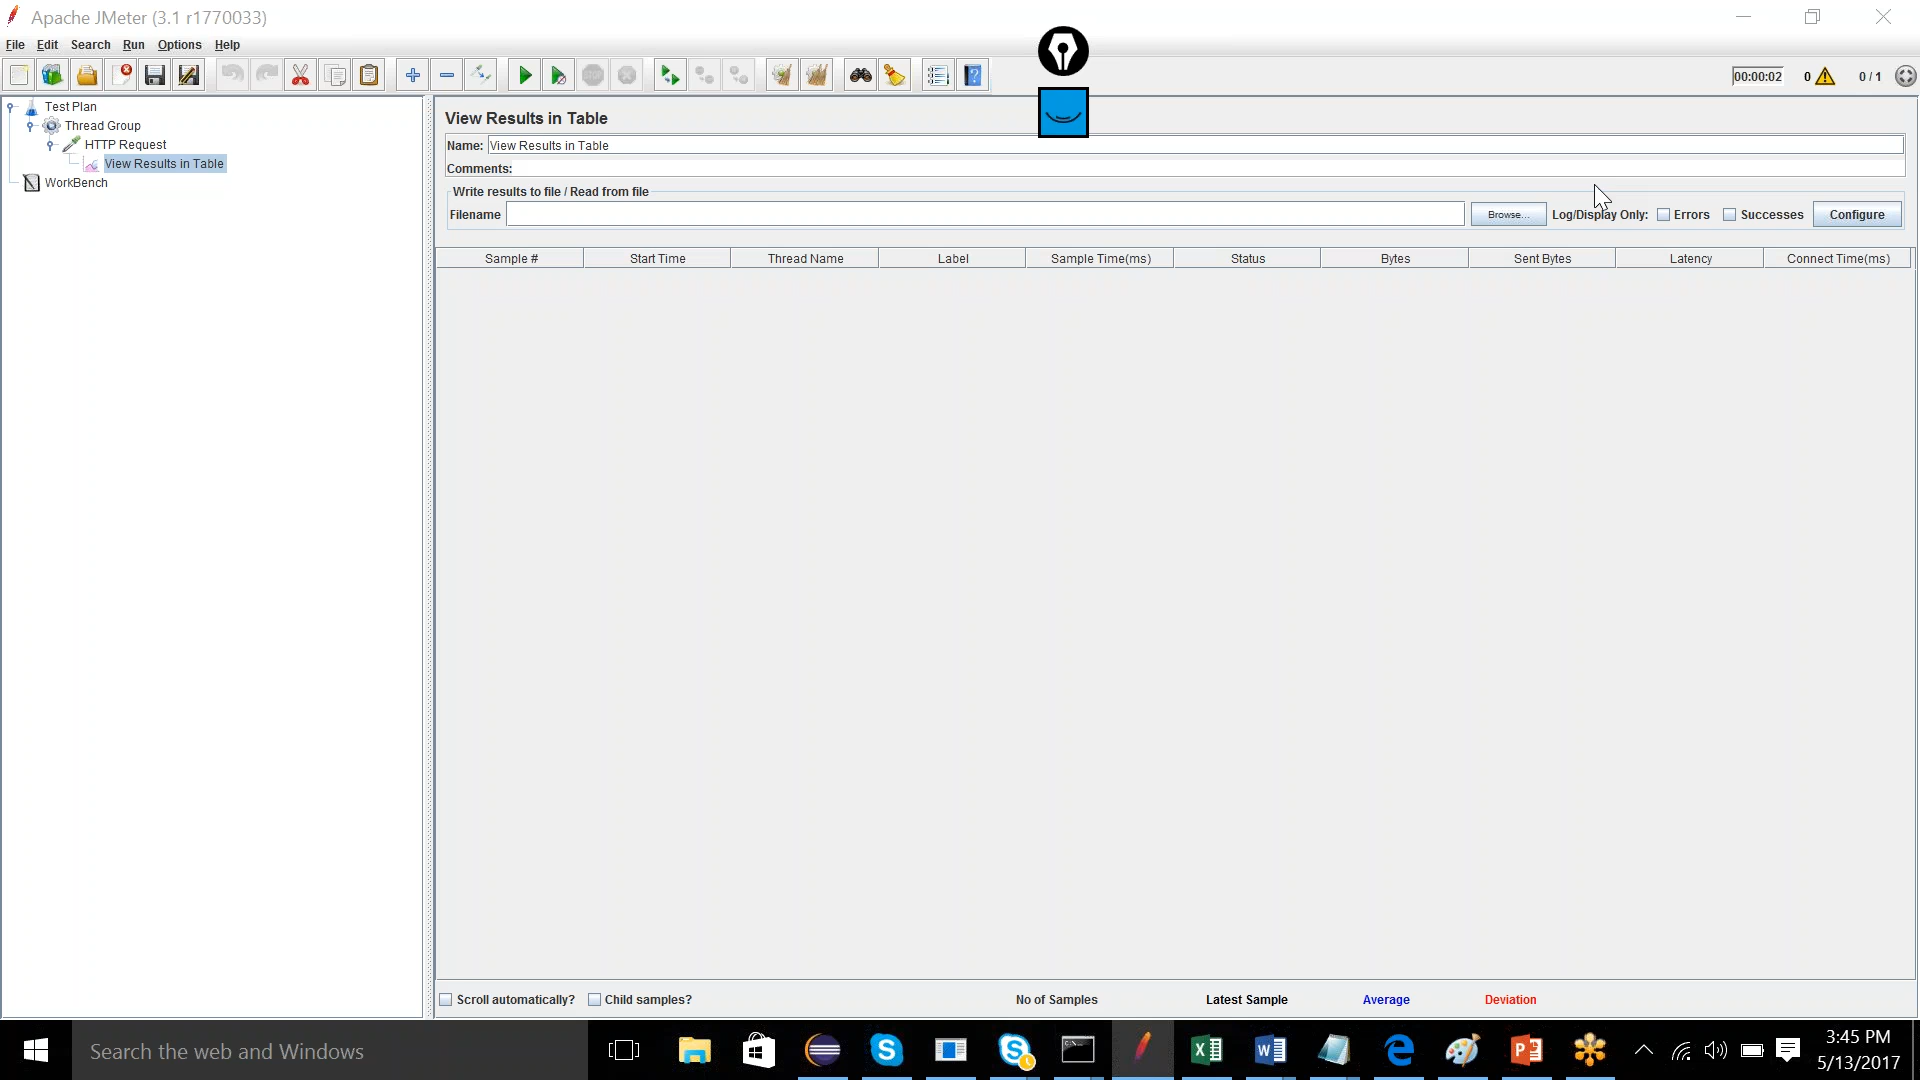 Apache JMeter (3.1 r1770033)
File Edit Search Run Options Help
STOP
00:00:02 0 0 / 1
Test Plan
Thread Group
HTTP Request
View Results in Table
WorkBench
View Results in Table
Name: View Results in Table
Comments:
Write results to file / Read from file
Filename Browse... Log/Display Only: Errors Successes Configure
Sample # Start Time Thread Name Label Sample Time(ms) Status Bytes Sent Bytes Latency Connect Time(ms)
Scroll automatically? Child samples? No of Samples Latest Sample Average Deviation
Search the web and Windows
3:45 PM
5/13/2017